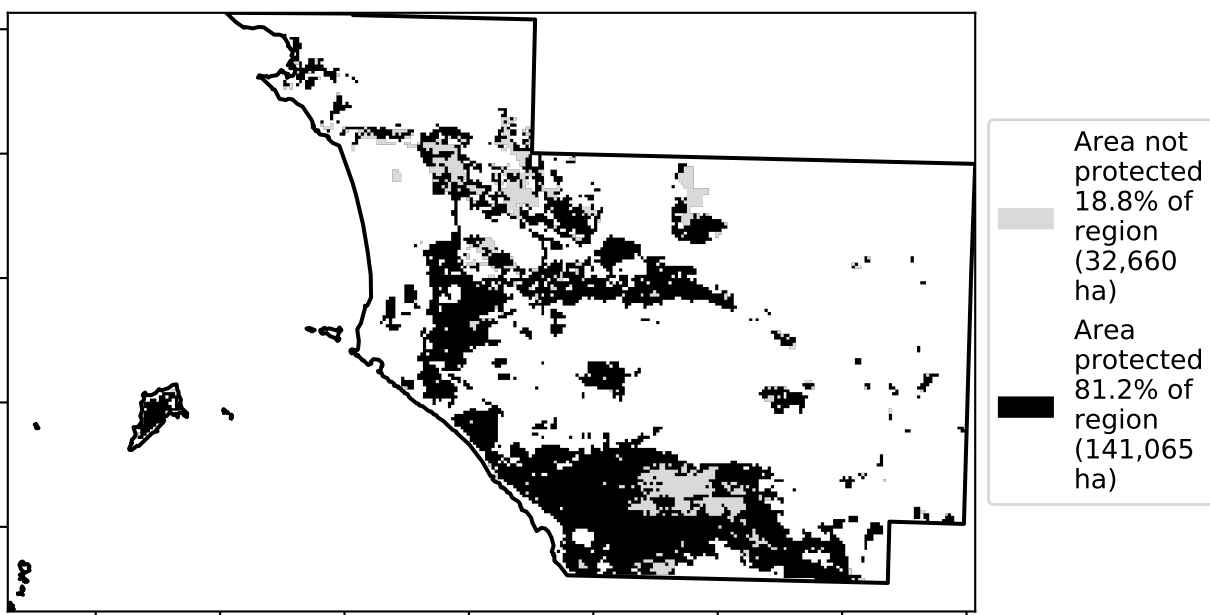 Area not
protected
18.8% of
region
(32,660
ha)
Area
protected
81.2% of
region
(141,065
ha)